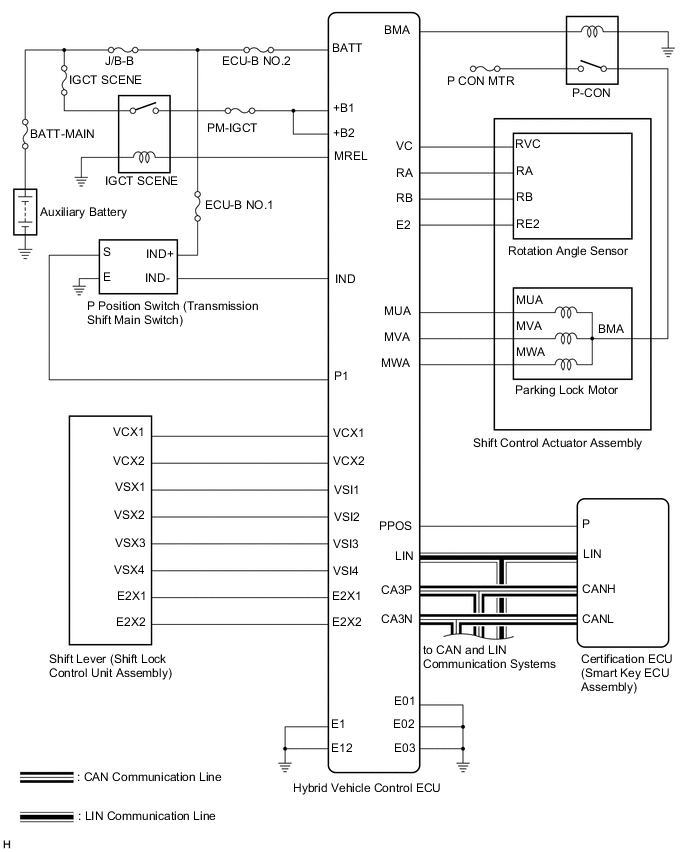 BMA
BATT
J/B-B
ECU-B NO.2
IGCT SCENE
P CON MTR
P-CON
+B1
PM-IGCT
+B2
BATT-MAIN
MREL
IGCT SCENE
VC
RVC
RA
RA
RB
RB
E2
RE2
Rotation Angle Sensor
Auxiliary Battery
ECU-B NO.1
S
IND+
E
IND-
IND
P Position Switch (Transmission
Shift Main Switch)
MUA
MUA
MVA
MVA
BMA
MWA
MWA
Parking Lock Motor
P1
Shift Control Actuator Assembly
VCX1
VCX1
VCX2
VCX2
VSX1
VSI1
VSX2
VSI2
VSX3
VSI3
VSX4
VSI4
E2X1
E2X1
E2X2
E2X2
Shift Lever (Shift Lock
Control Unit Assembly)
PPOS
P
LIN
LIN
CA3P
CANH
CA3N
CANL
to CAN and LIN
Communication Systems
Certification ECU
(Smart Key ECU
Assembly)
E01
E1
E02
E12
E03
Hybrid Vehicle Control ECU
: CAN Communication Line
: LIN Communication Line
H